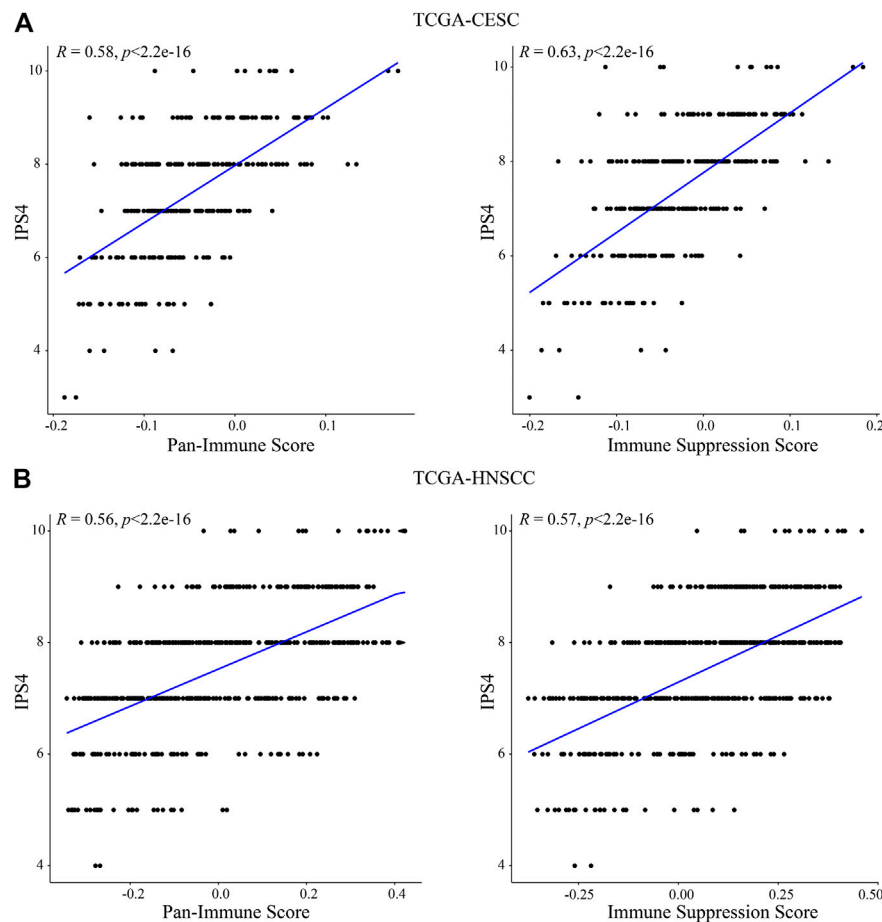 A
TCGA-CESC
R = 0.58, p<2.2e-16
10
8
6
4
IPS4
-0.2 -0.1 0.0 0.1
Pan-Immune Score
R = 0.63, p<2.2e-16
10
8
6
4
IPS4
-0.2 -0.1 0.0 0.1 0.2
Immune Suppression Score
B
TCGA-HNSCC
R = 0.56, p<2.2e-16
10
8
6
4
IPS4
-0.2 0.0 0.2 0.4
Pan-Immune Score
R = 0.57, p<2.2e-16
10
8
6
4
IPS4
-0.25 0.00 0.25 0.50
Immune Suppression Score